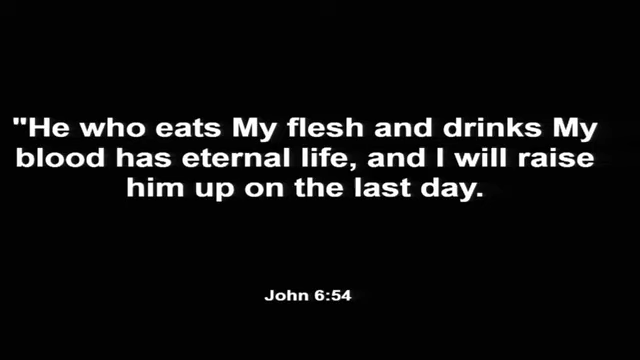 "He who eats My flesh and drinks My
blood has eternal life, and I will raise
him up on the last day.
John 6:54